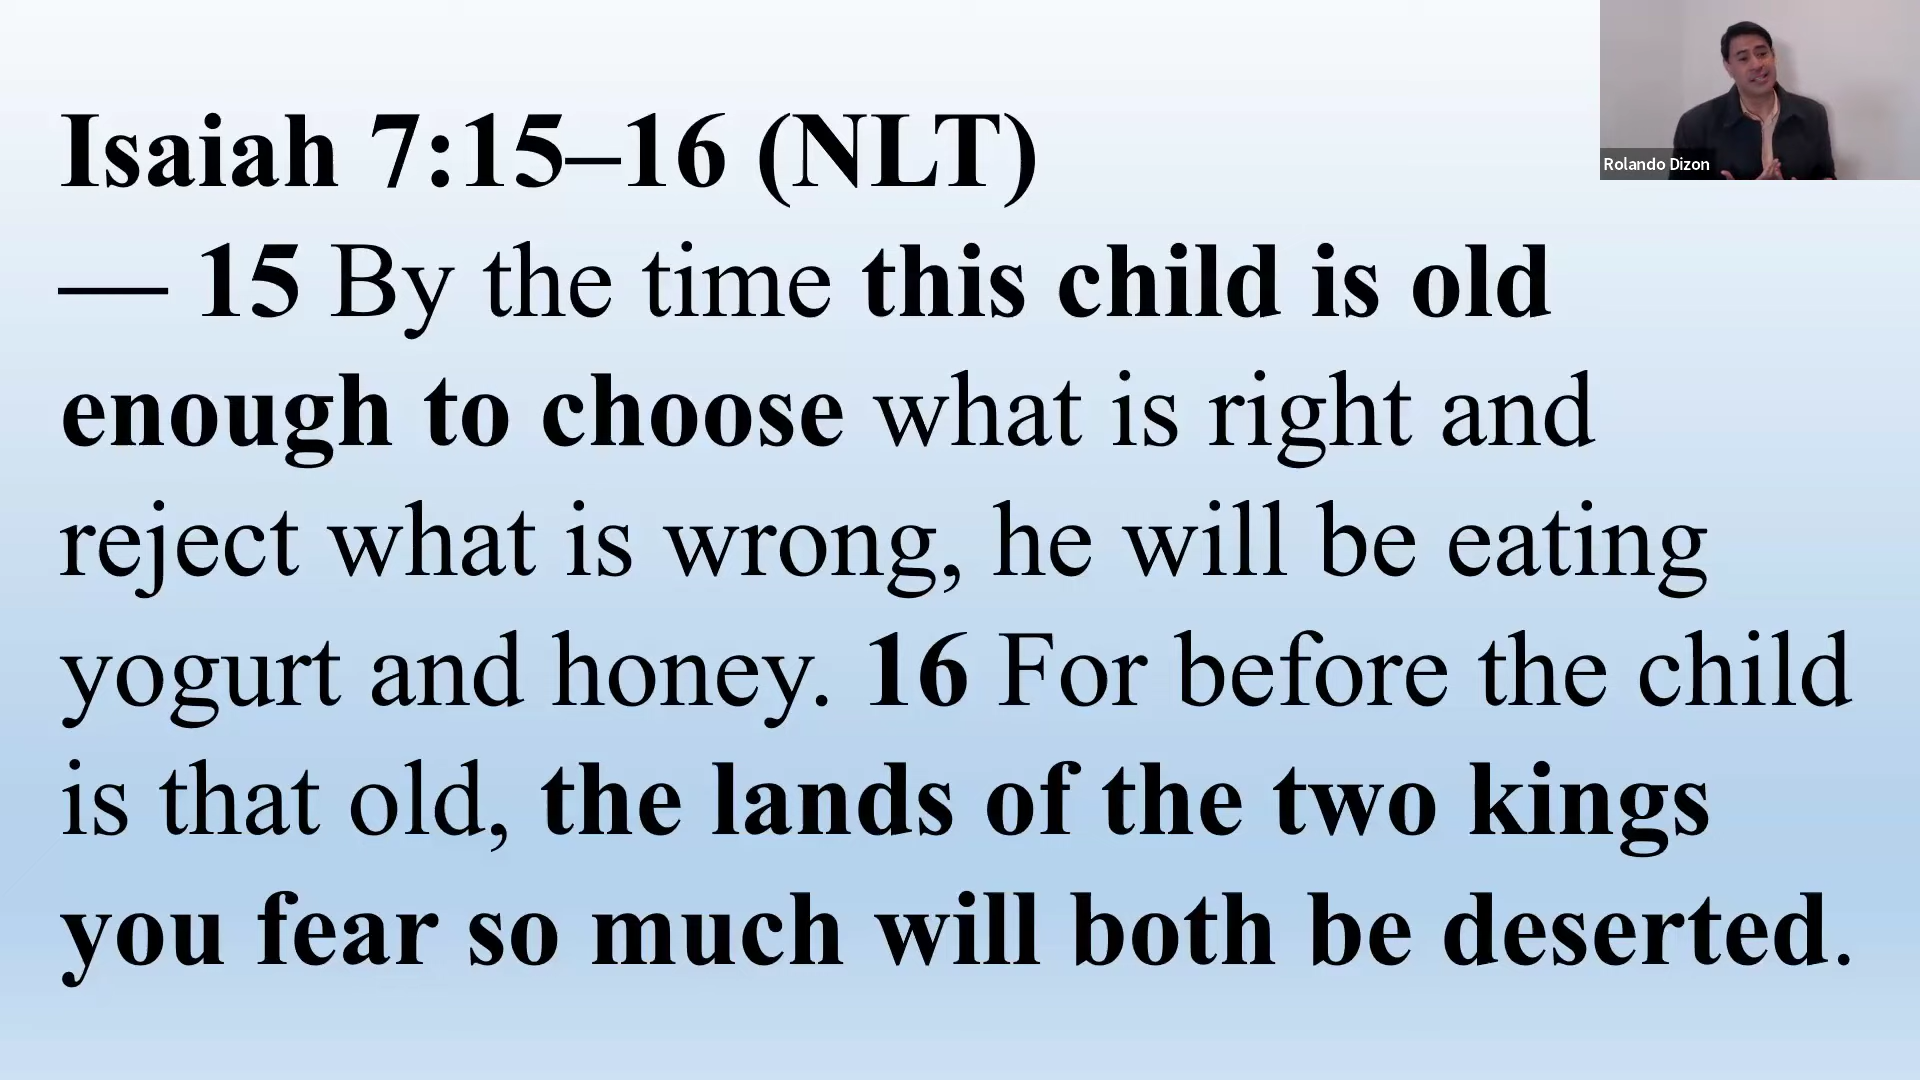 Isaiah 7:15–16 (NLT)
— 15 By the time this child is old
enough to choose what is right and
reject what is wrong, he will be eating
yogurt and honey. 16 For before the child
is that old, the lands of the two kings
you fear so much will both be deserted.
Rolando Dizon